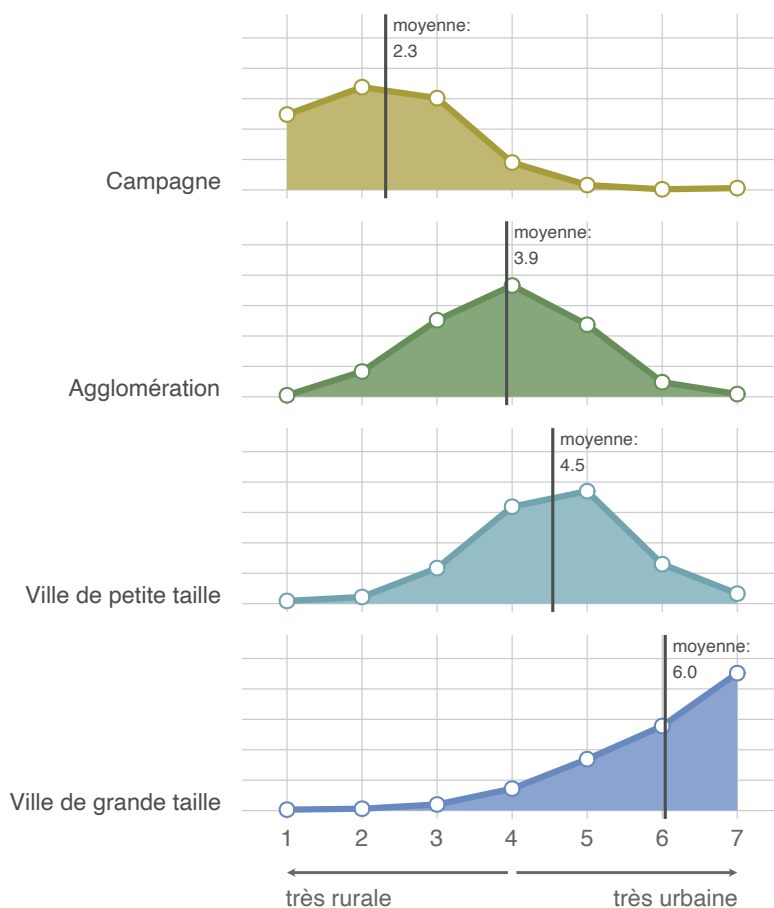 moyenne:
2.3
Campagne
moyenne:
3.9
Agglomération
moyenne:
4.5
Ville de petite taille
moyenne:
6.0
Ville de grande taille
1 2 3 4 5 6 7
très rurale très urbaine